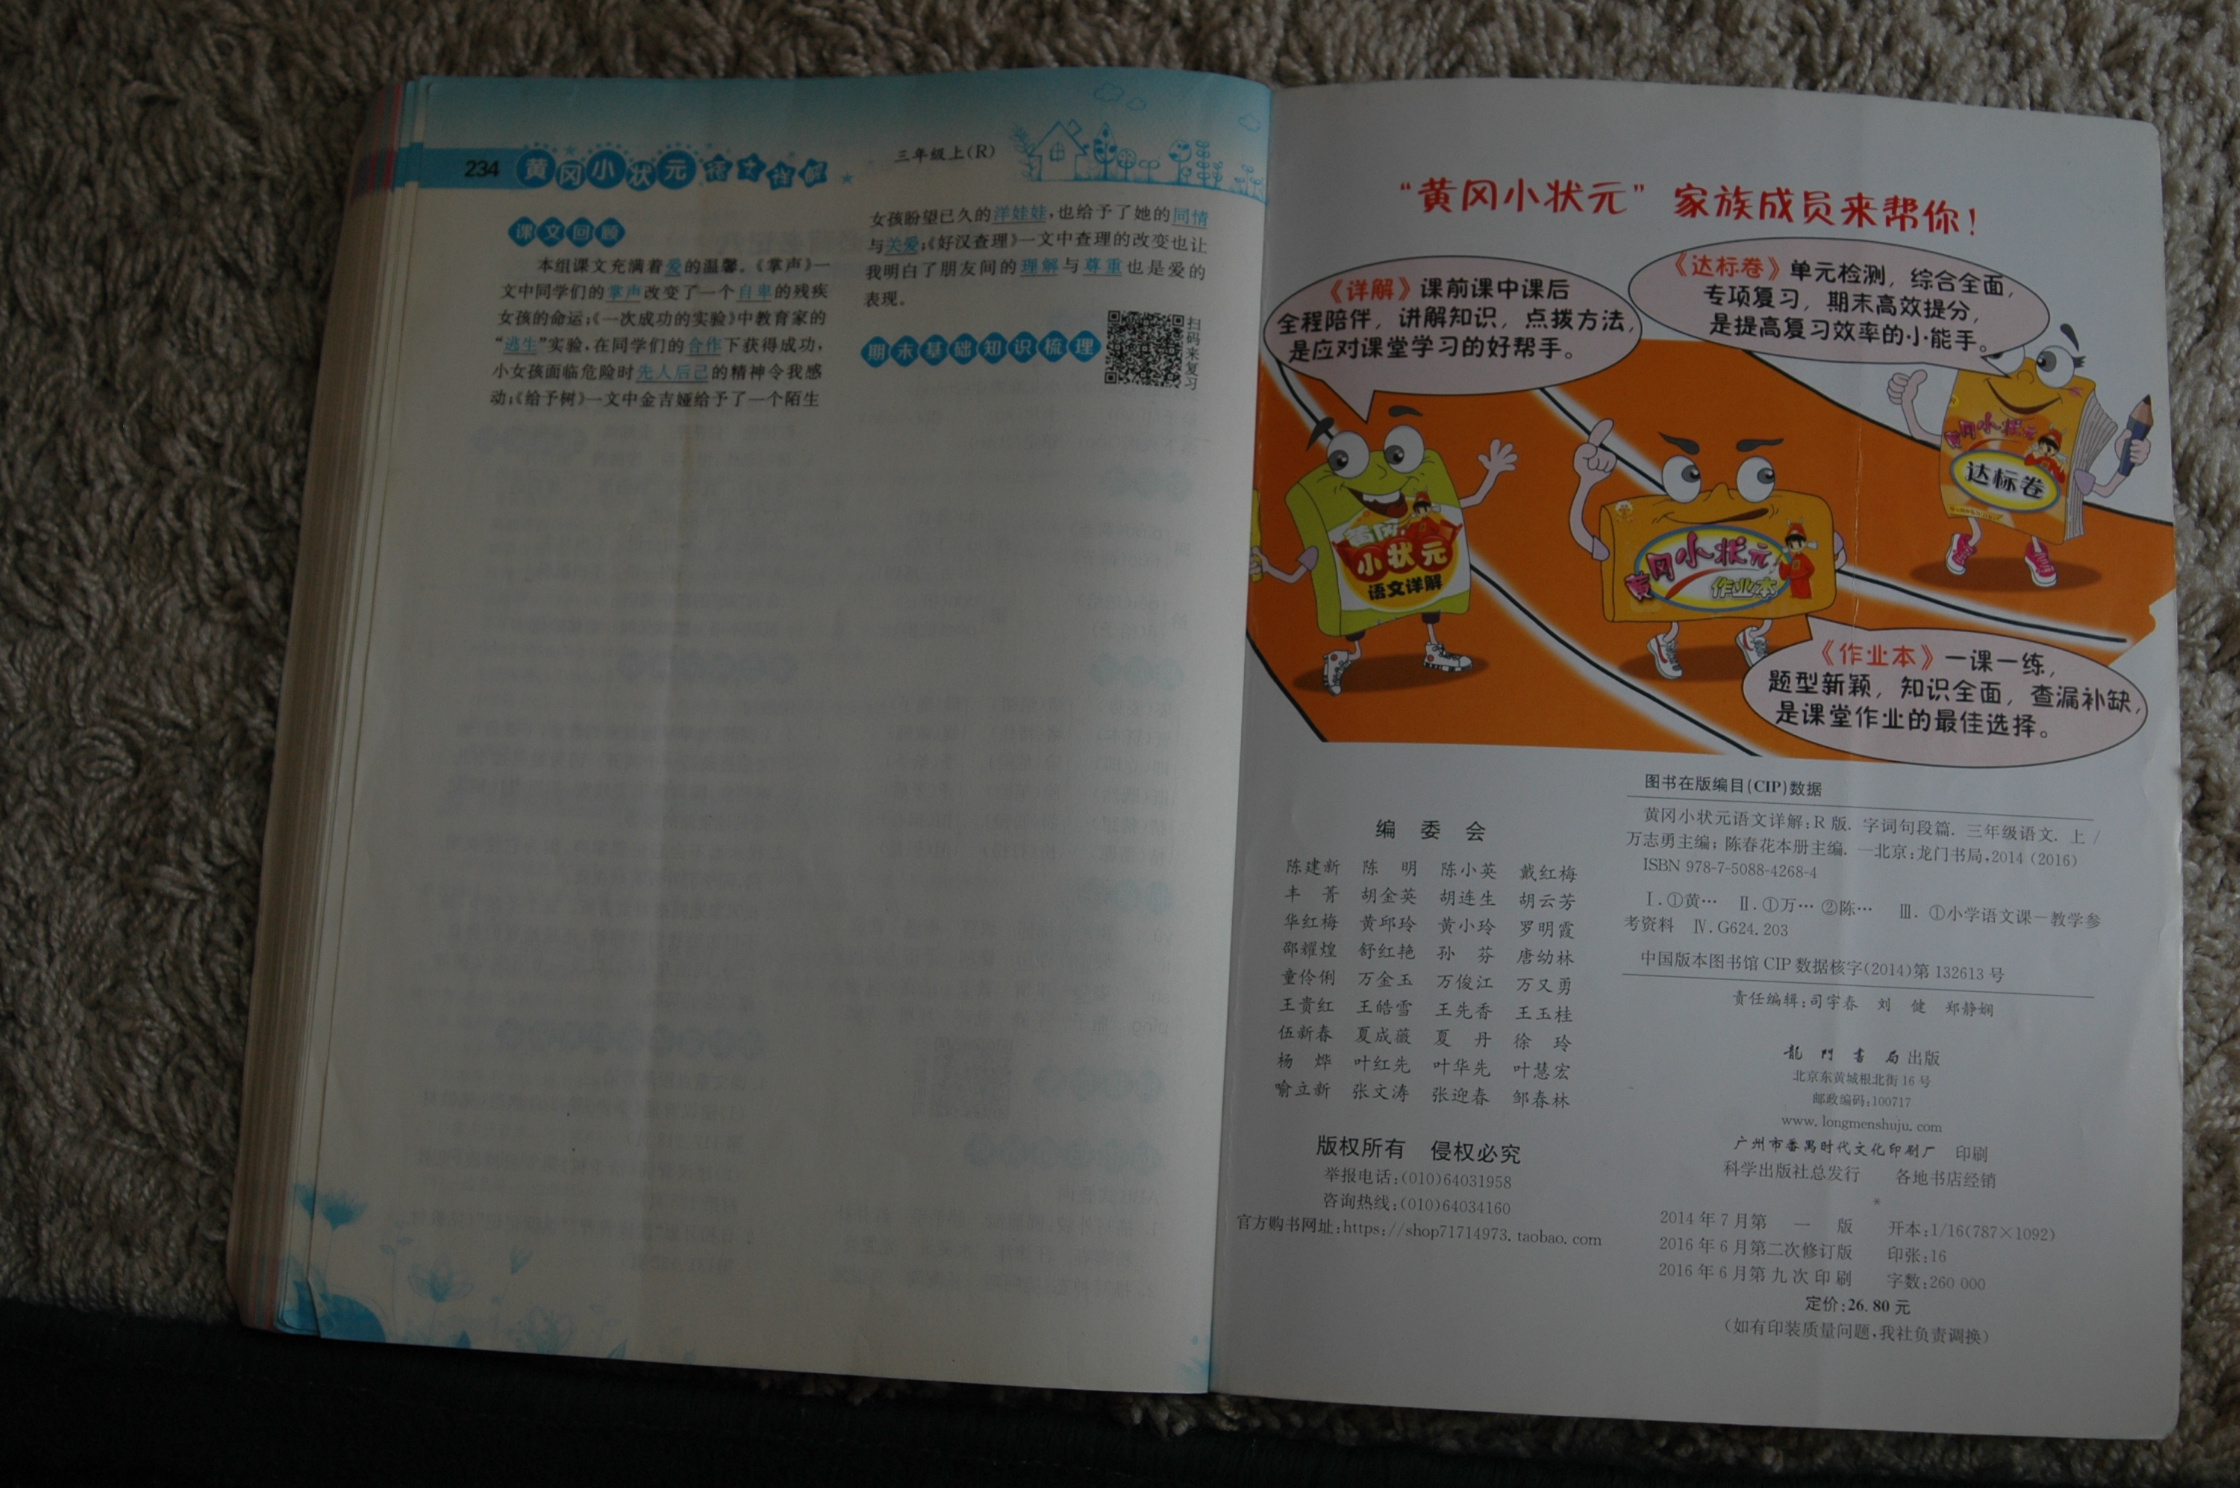 234 黄冈小状元语文详解
三年级上(R)
课文回顾
本组课文充满着爱的温馨。《掌声》一
文中同学们的掌声改变了一个自卑的残疾
女孩的命运;《一次成功的实验》中教育家的
“逃生”实验,在同学们的合作下获得成功,
小女孩面临危险时先人后己的精神令我感
动;《给予树》一文中金吉娅给予了一个陌生
女孩盼望已久的洋娃娃,也给予了她的同情
与关爱;《好汉查理》一文中查理的改变也让
我明白了朋友间的理解与尊重也是爱的
表现。
期末基础知识梳理
扫码来复习
“黄冈小状元”家族成员来帮你!
《详解》课前课中课后
全程陪伴，讲解知识，点拨方法，
是应对课堂学习的好帮手。
《达标卷》单元检测，综合全面，
专项复习，期末高效提分，
是提高复习效率的小能手。
黄冈小状元
语文详解
黄冈小状元
作业本
黄冈小状元
达标卷
《作业本》一课一练，
题型新颖，知识全面，查漏补缺，
是课堂作业的最佳选择。
编 委 会
陈建新 陈 明 陈小英 戴红梅
丰 菁 胡金英 胡连生 胡云芳
华红梅 黄邱玲 黄小玲 罗明霞
邵耀煌 舒红艳 孙 芬 唐幼林
童伶俐 万金玉 万俊江 万又勇
王贵红 王皓雪 王先香 王玉桂
伍新春 夏成薇 夏 丹 徐 玲
杨 烨 叶红先 叶华先 叶慧宏
喻立新 张文涛 张迎春 邹春林
版权所有 侵权必究
举报电话:(010)64031958
咨询热线:(010)64034160
官方购书网址:https://shop71714973.taobao.com
图书在版编目(CIP)数据
黄冈小状元语文详解:R 版. 字词句段篇. 三年级语文. 上 /
万志勇主编; 陈春花本册主编. —北京:龙门书局,2014 (2016)
ISBN 978-7-5088-4268-4
Ⅰ.①黄… Ⅱ.①万… ②陈… Ⅲ. ①小学语文课－教学参
考资料 Ⅳ.G624.203
中国版本图书馆 CIP 数据核字(2014)第 132613 号
责任编辑:司宇春 刘 健 郑静娴
龍 門 書 局 出版
北京东黄城根北街 16 号
邮政编码:100717
www.longmenshuju.com
广州市番禺时代文化印刷厂 印刷
科学出版社总发行 各地书店经销
2014 年 7 月第 一 版 开本:1/16(787×1092)
2016 年 6 月第二次修订版 印张:16
2016 年 6 月第九次印刷 字数:260 000
定价:26.80 元
(如有印装质量问题,我社负责调换)